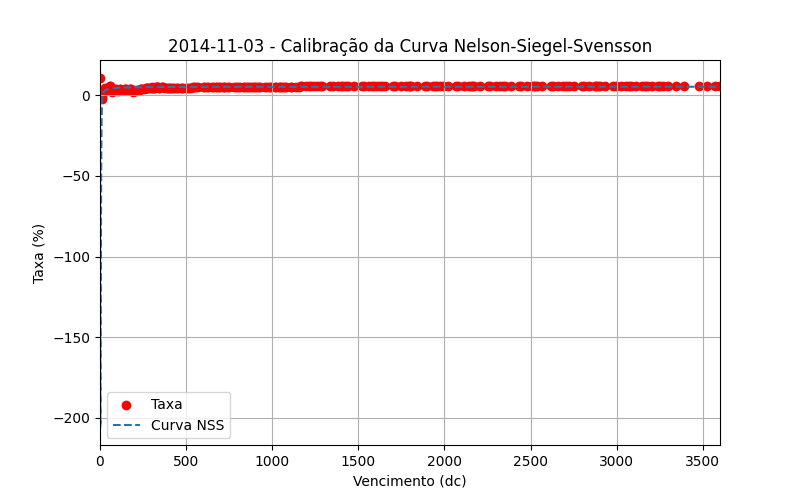 2014-11-03 - Calibração da Curva Nelson-Siegel-Svensson
Taxa (%)
0
−50
−100
−150
−200
Taxa
Curva NSS
0 500 1000 1500 2000 2500 3000 3500
Vencimento (dc)